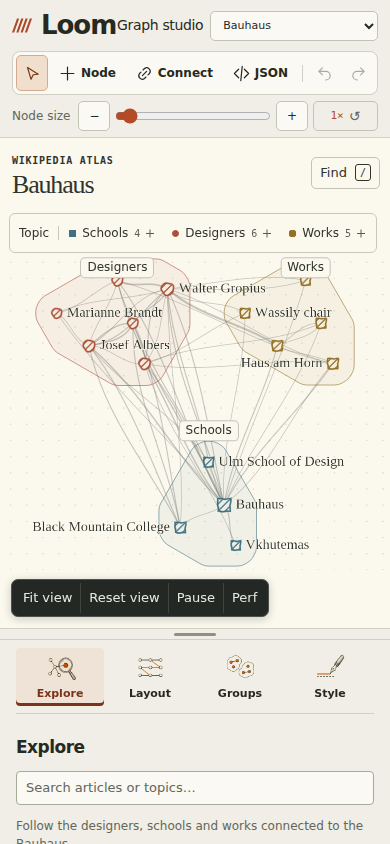 Loom Graph studio Bauhaus
Node Connect JSON
Node size − + 1× ↺
WIKIPEDIA ATLAS
Bauhaus
Find /
Topic Schools 4 + Designers 6 + Works 5 +
Designers Works
Walter Gropius
Marianne Brandt Wassily chair
Josef Albers
Haus am Horn
Schools
Ulm School of Design
Bauhaus
Black Mountain College
Vkhutemas
Fit view Reset view Pause Perf
Explore Layout Groups Style
Explore
Search articles or topics…
Follow the designers, schools and works connected to the
Bauhaus.